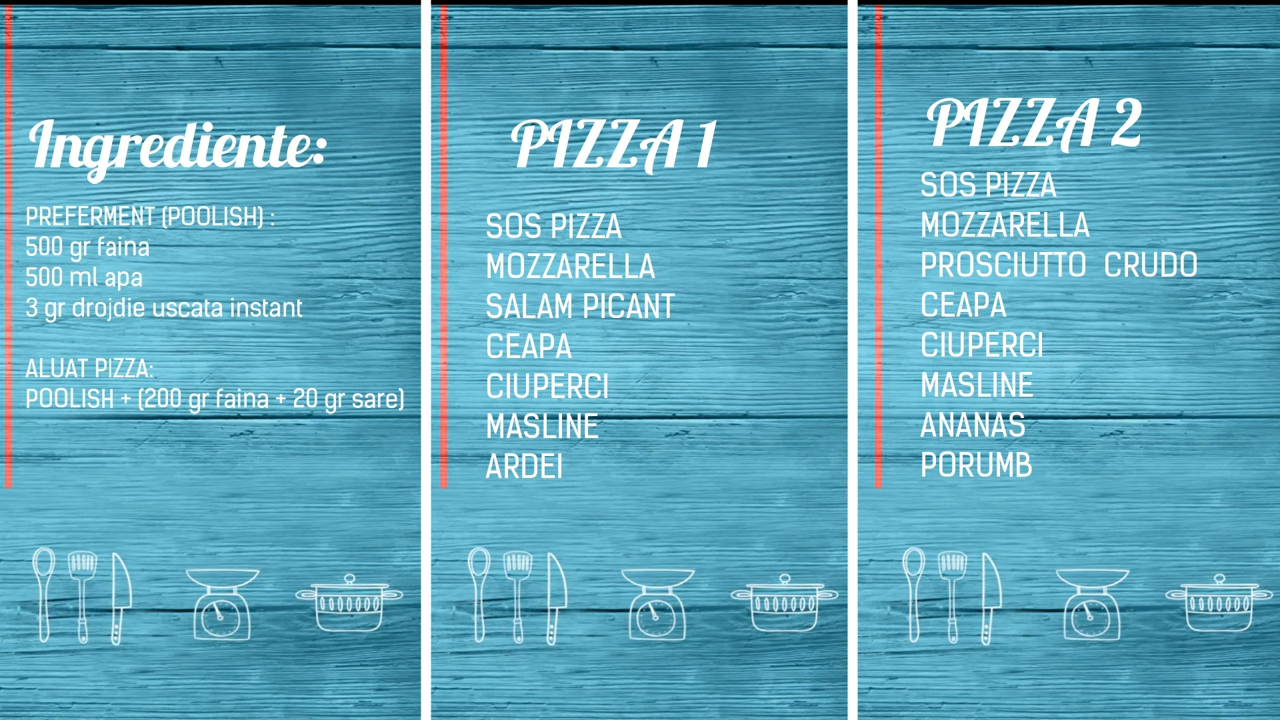 Ingrediente:
PREFERMENT (POOLISH) :
500 gr faina
500 ml apa
3 gr drojdie uscata instant
ALUAT PIZZA:
POOLISH + (200 gr faina + 20 gr sare)
PIZZA 1
SOS PIZZA
MOZZARELLA
SALAM PICANT
CEAPA
CIUPERCI
MASLINE
ARDEI
PIZZA 2
SOS PIZZA
MOZZARELLA
PROSCIUTTO CRUDO
CEAPA
CIUPERCI
MASLINE
ANANAS
PORUMB